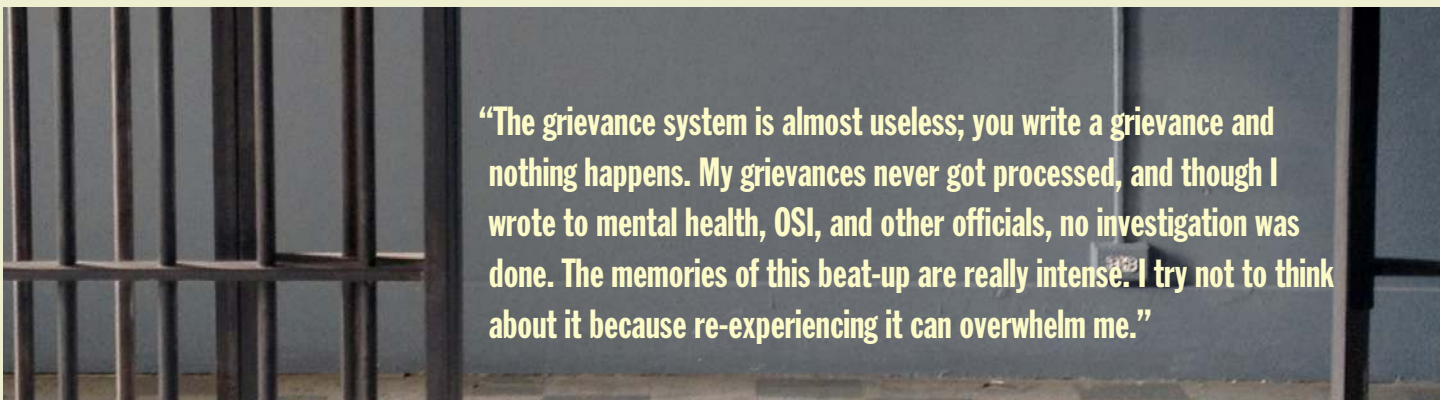 “The grievance system is almost useless; you write a grievance and
nothing happens. My grievances never got processed, and though I
wrote to mental health, OSI, and other officials, no investigation was
done. The memories of this beat-up are really intense. I try not to think
about it because re-experiencing it can overwhelm me.”